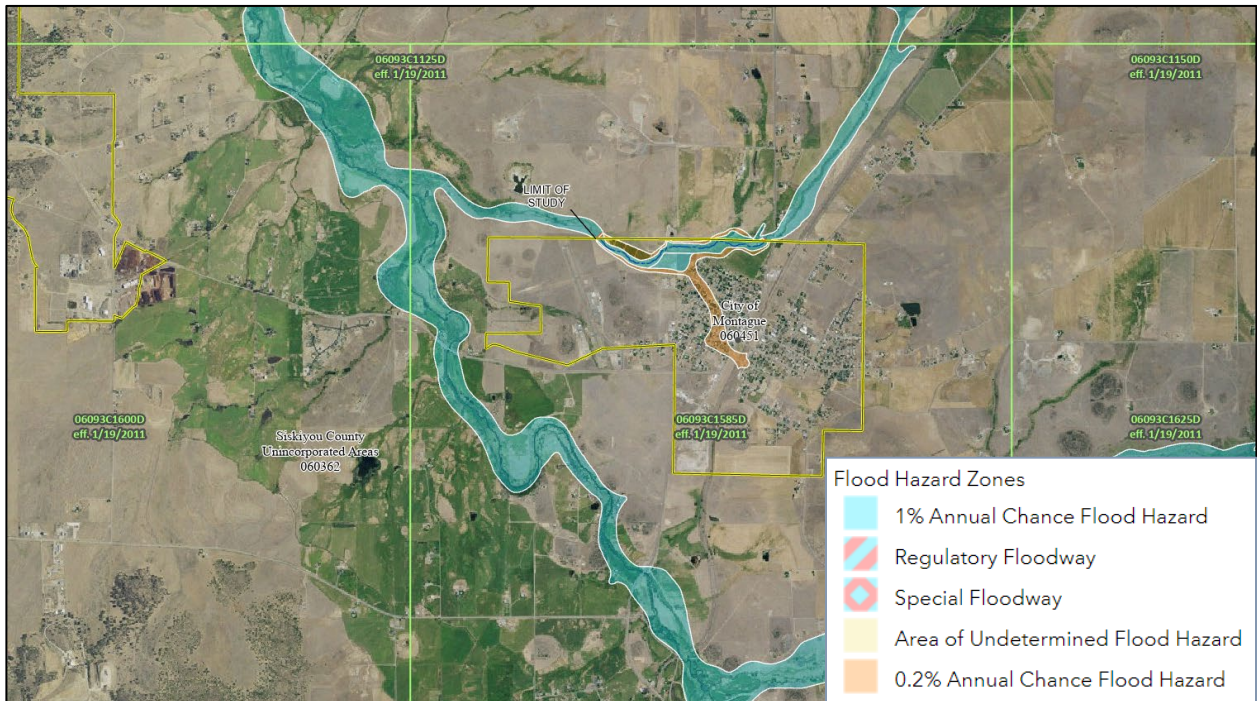 06093C1125D
eff. 1/19/2011
06093C1150D
eff. 1/19/2011
LIMIT OF
STUDY
City of
Montague
060451
06093C1600D
eff. 1/19/2011
Siskiyou County
Unincorporated Areas
060362
06093C1585D
eff. 1/19/2011
06093C1625D
eff. 1/19/2011
Flood Hazard Zones
1% Annual Chance Flood Hazard
Regulatory Floodway
Special Floodway
Area of Undetermined Flood Hazard
0.2% Annual Chance Flood Hazard